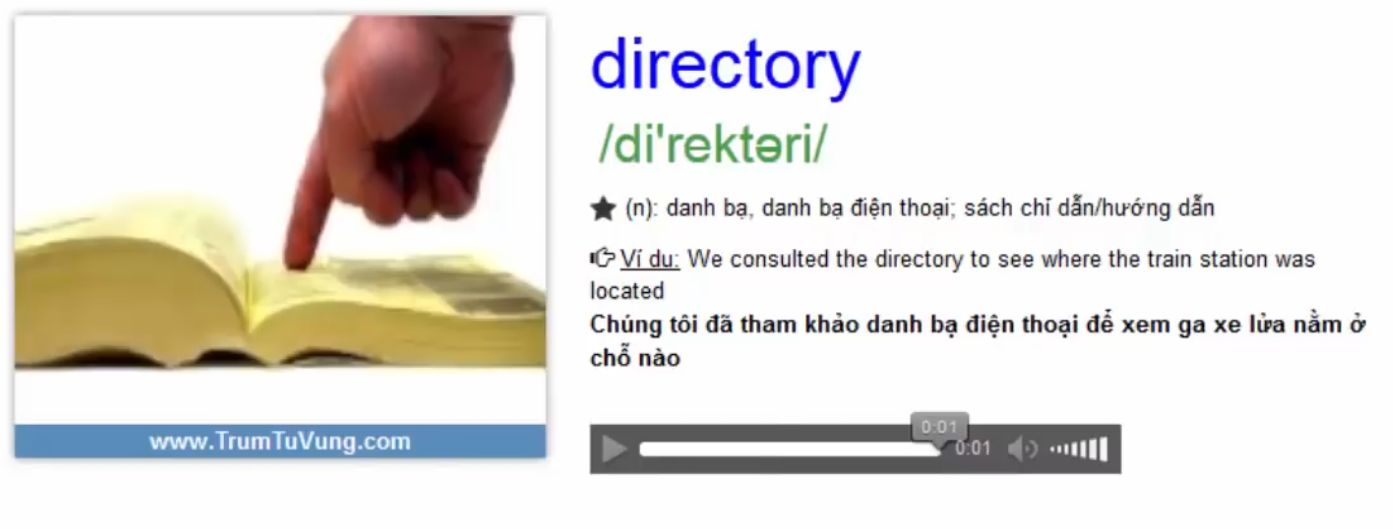 directory
/di'rektəri/
★ (n): danh bạ, danh bạ điện thoại; sách chỉ dẫn/hướng dẫn
Ví du: We consulted the directory to see where the train station was
located
Chúng tôi đã tham khảo danh bạ điện thoại để xem ga xe lửa nằm ở
chỗ nào
www.TrumTuVung.com
0:01
0:01